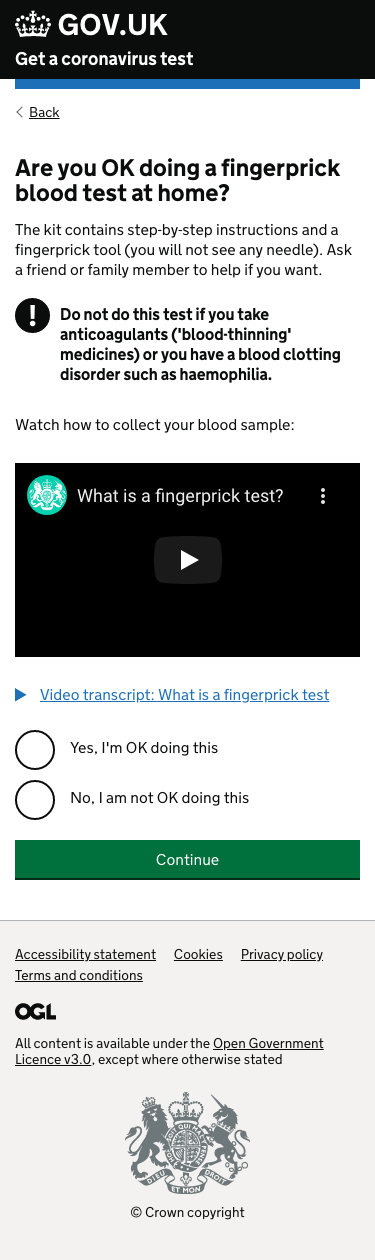 GOV.UK
Get a coronavirus test
Back
Are you OK doing a fingerprick
blood test at home?
The kit contains step-by-step instructions and a
fingerprick tool (you will not see any needle). Ask
a friend or family member to help if you want.
!
Do not do this test if you take
anticoagulants ('blood-thinning'
medicines) or you have a blood clotting
disorder such as haemophilia.
Watch how to collect your blood sample:
What is a fingerprick test?
Video transcript: What is a fingerprick test
Yes, I'm OK doing this
No, I am not OK doing this
Continue
Accessibility statement Cookies Privacy policy
Terms and conditions
OGL
All content is available under the Open Government
Licence v3.0, except where otherwise stated
DIEU ET MON
© Crown copyright